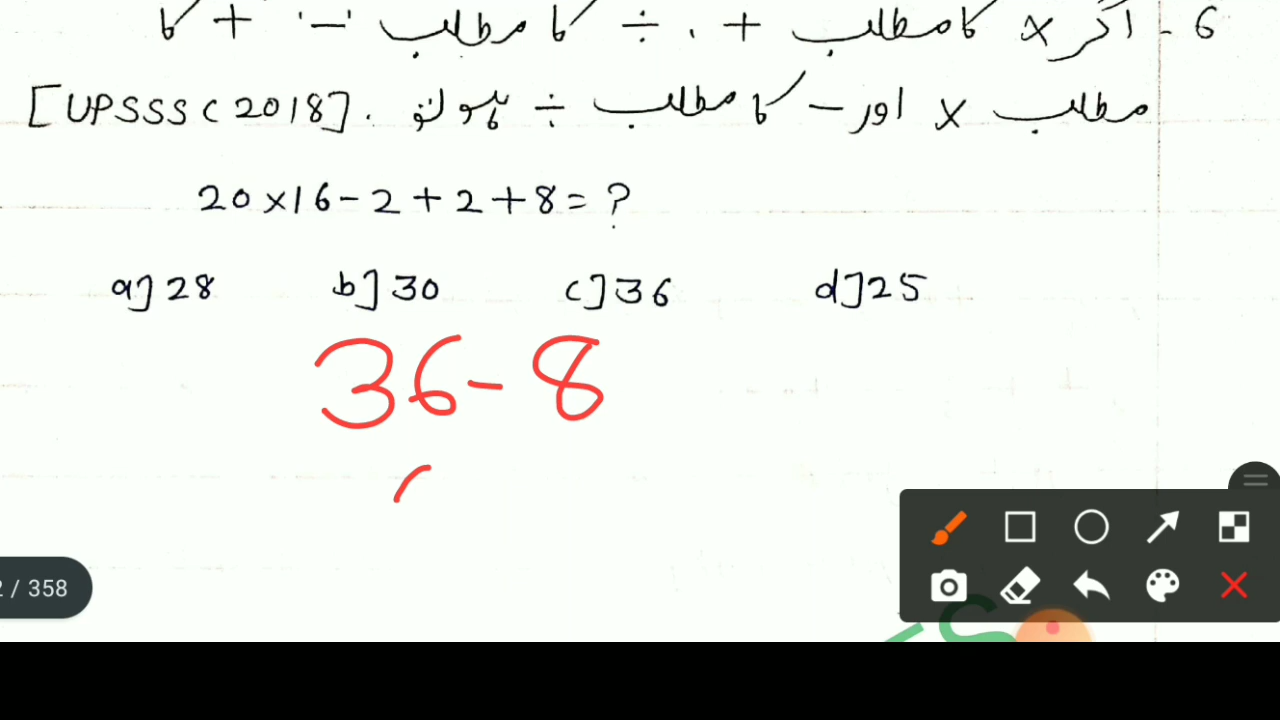 6 - اگر × کا مطلب + ، ÷ کا مطلب '-' ، + کا
مطلب × اور - کا مطلب ÷ ہو تو . [UPSSSC 2018]
20×16-2+2+8=?
a] 28 b] 30 c] 36 d] 25
36-8
2 / 358